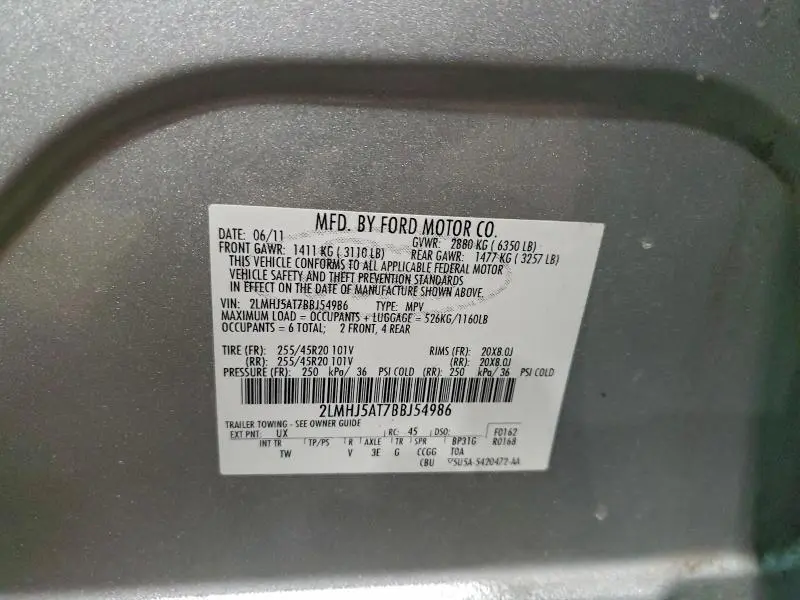 MFD. BY FORD MOTOR CO.
DATE: 06/11 GVWR: 2880 KG ( 6350 LB)
FRONT GAWR: 1411 KG ( 3110 LB) REAR GAWR: 1477 KG ( 3257 LB)
THIS VEHICLE CONFORMS TO ALL APPLICABLE FEDERAL MOTOR
VEHICLE SAFETY AND THEFT PREVENTION STANDARDS
IN EFFECT ON THE DATE OF MANUFACTURE SHOWN ABOVE.
VIN: 2LMHJ5AT7BBJ54986 TYPE: MPV
MAXIMUM LOAD = OCCUPANTS + LUGGAGE = 526KG/1160LB
OCCUPANTS = 6 TOTAL; 2 FRONT, 4 REAR
TIRE (FR): 255/45R20 101V RIMS (FR): 20X8.0J
(RR): 255/45R20 101V (RR): 20X8.0J
PRESSURE (FR): 250 kPa/ 36 PSI COLD (RR): 250 kPa/ 36 PSI COLD
2LMHJ5AT7BBJ54986
TRAILER TOWING - SEE OWNER GUIDE
EXT PNT: UX RC: 45 DSO: F0162
INT TR TP/PS R AXLE TR SPR BP31G R0168
TW V 3E G CCGG T0A
CBU 5U5A-5420472-AA